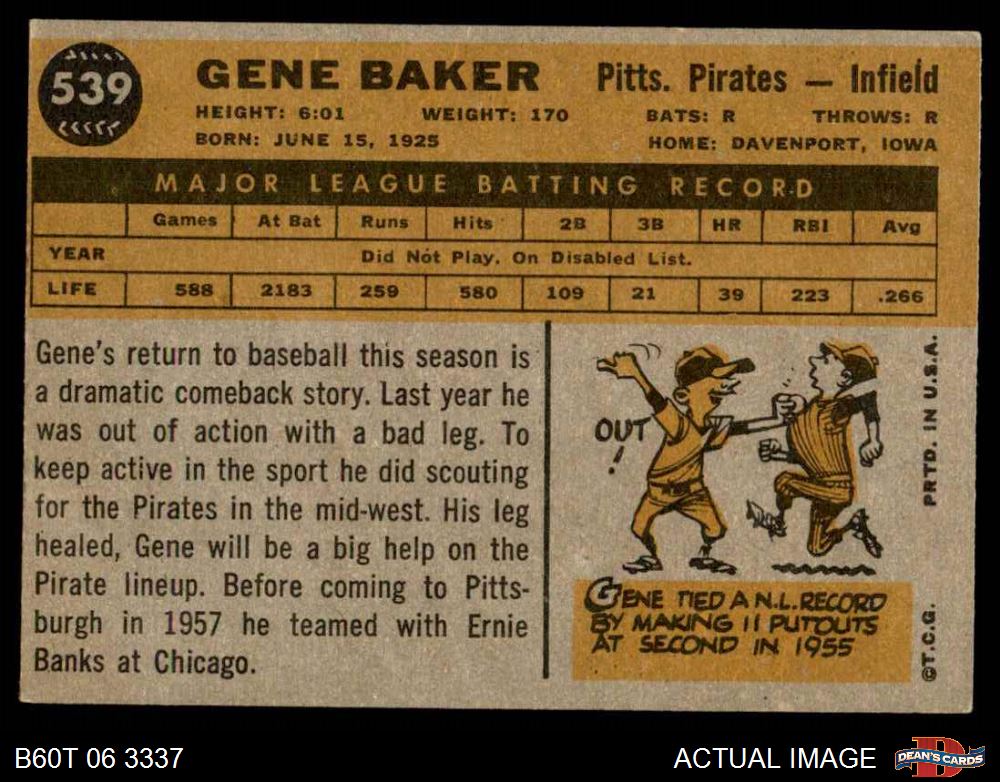 539
GENE BAKER Pitts. Pirates — Infield
HEIGHT: 6:01 WEIGHT: 170 BATS: R THROWS: R
BORN: JUNE 15, 1925 HOME: DAVENPORT, IOWA
MAJOR LEAGUE BATTING RECORD
Games At Bat Runs Hits 2B 3B HR RBI Avg
YEAR Did Not Play. On Disabled List.
LIFE 588 2183 259 580 109 21 39 223 .266
Gene's return to baseball this season is
a dramatic comeback story. Last year he
was out of action with a bad leg. To
keep active in the sport he did scouting
for the Pirates in the mid-west. His leg
healed, Gene will be a big help on the
Pirate lineup. Before coming to Pitts-
burgh in 1957 he teamed with Ernie
Banks at Chicago.
OUT!
GENE TIED A N.L. RECORD
BY MAKING 11 PUTOUTS
AT SECOND IN 1955
©T.C.G. PRTD. IN U.S.A.
B60T 06 3337 ACTUAL IMAGE
D
DEAN'S CARDS